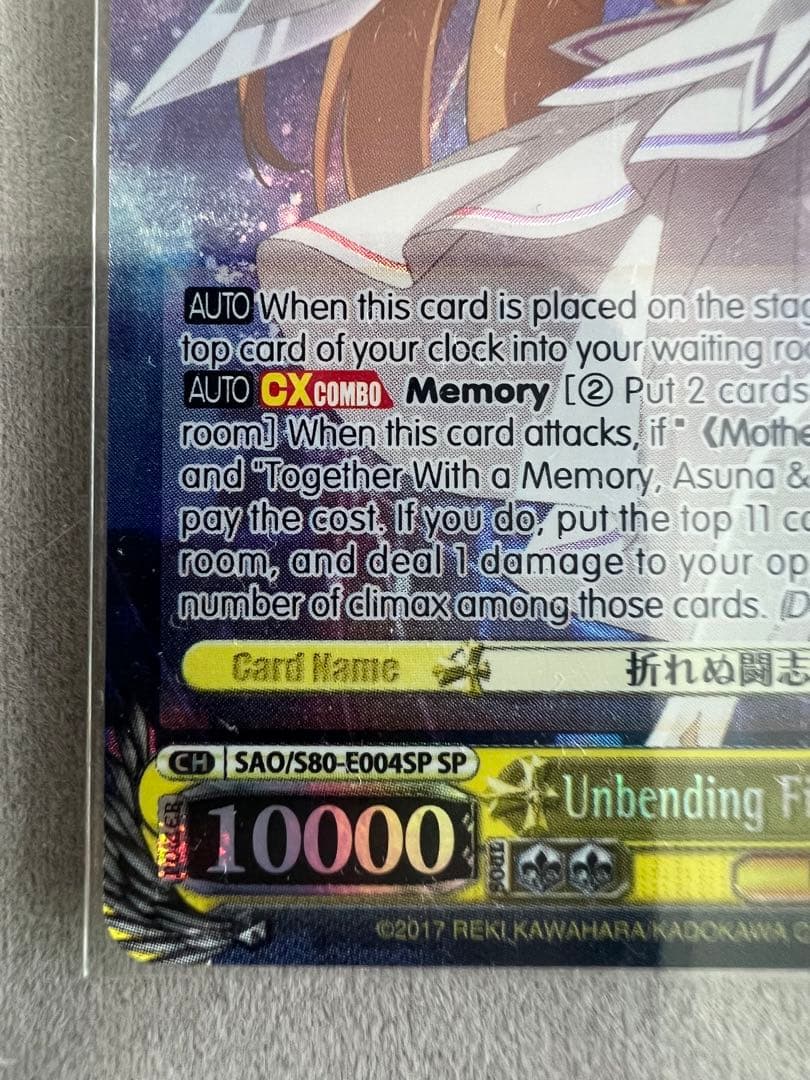 AUTO When this card is placed on the stag
top card of your clock into your waiting roo
AUTO CX COMBO Memory [② Put 2 cards
room] When this card attacks, if "《Mothe
and "Together With a Memory, Asuna &
pay the cost. If you do, put the top 11 ca
room, and deal 1 damage to your op
number of climax among those cards. (D
Card Name 折れぬ闘志
CH SAO/S80-E004SP SP
Unbending Fi
POWER 10000
SOUL
©2017 REKI KAWAHARA/KADOKAWA C